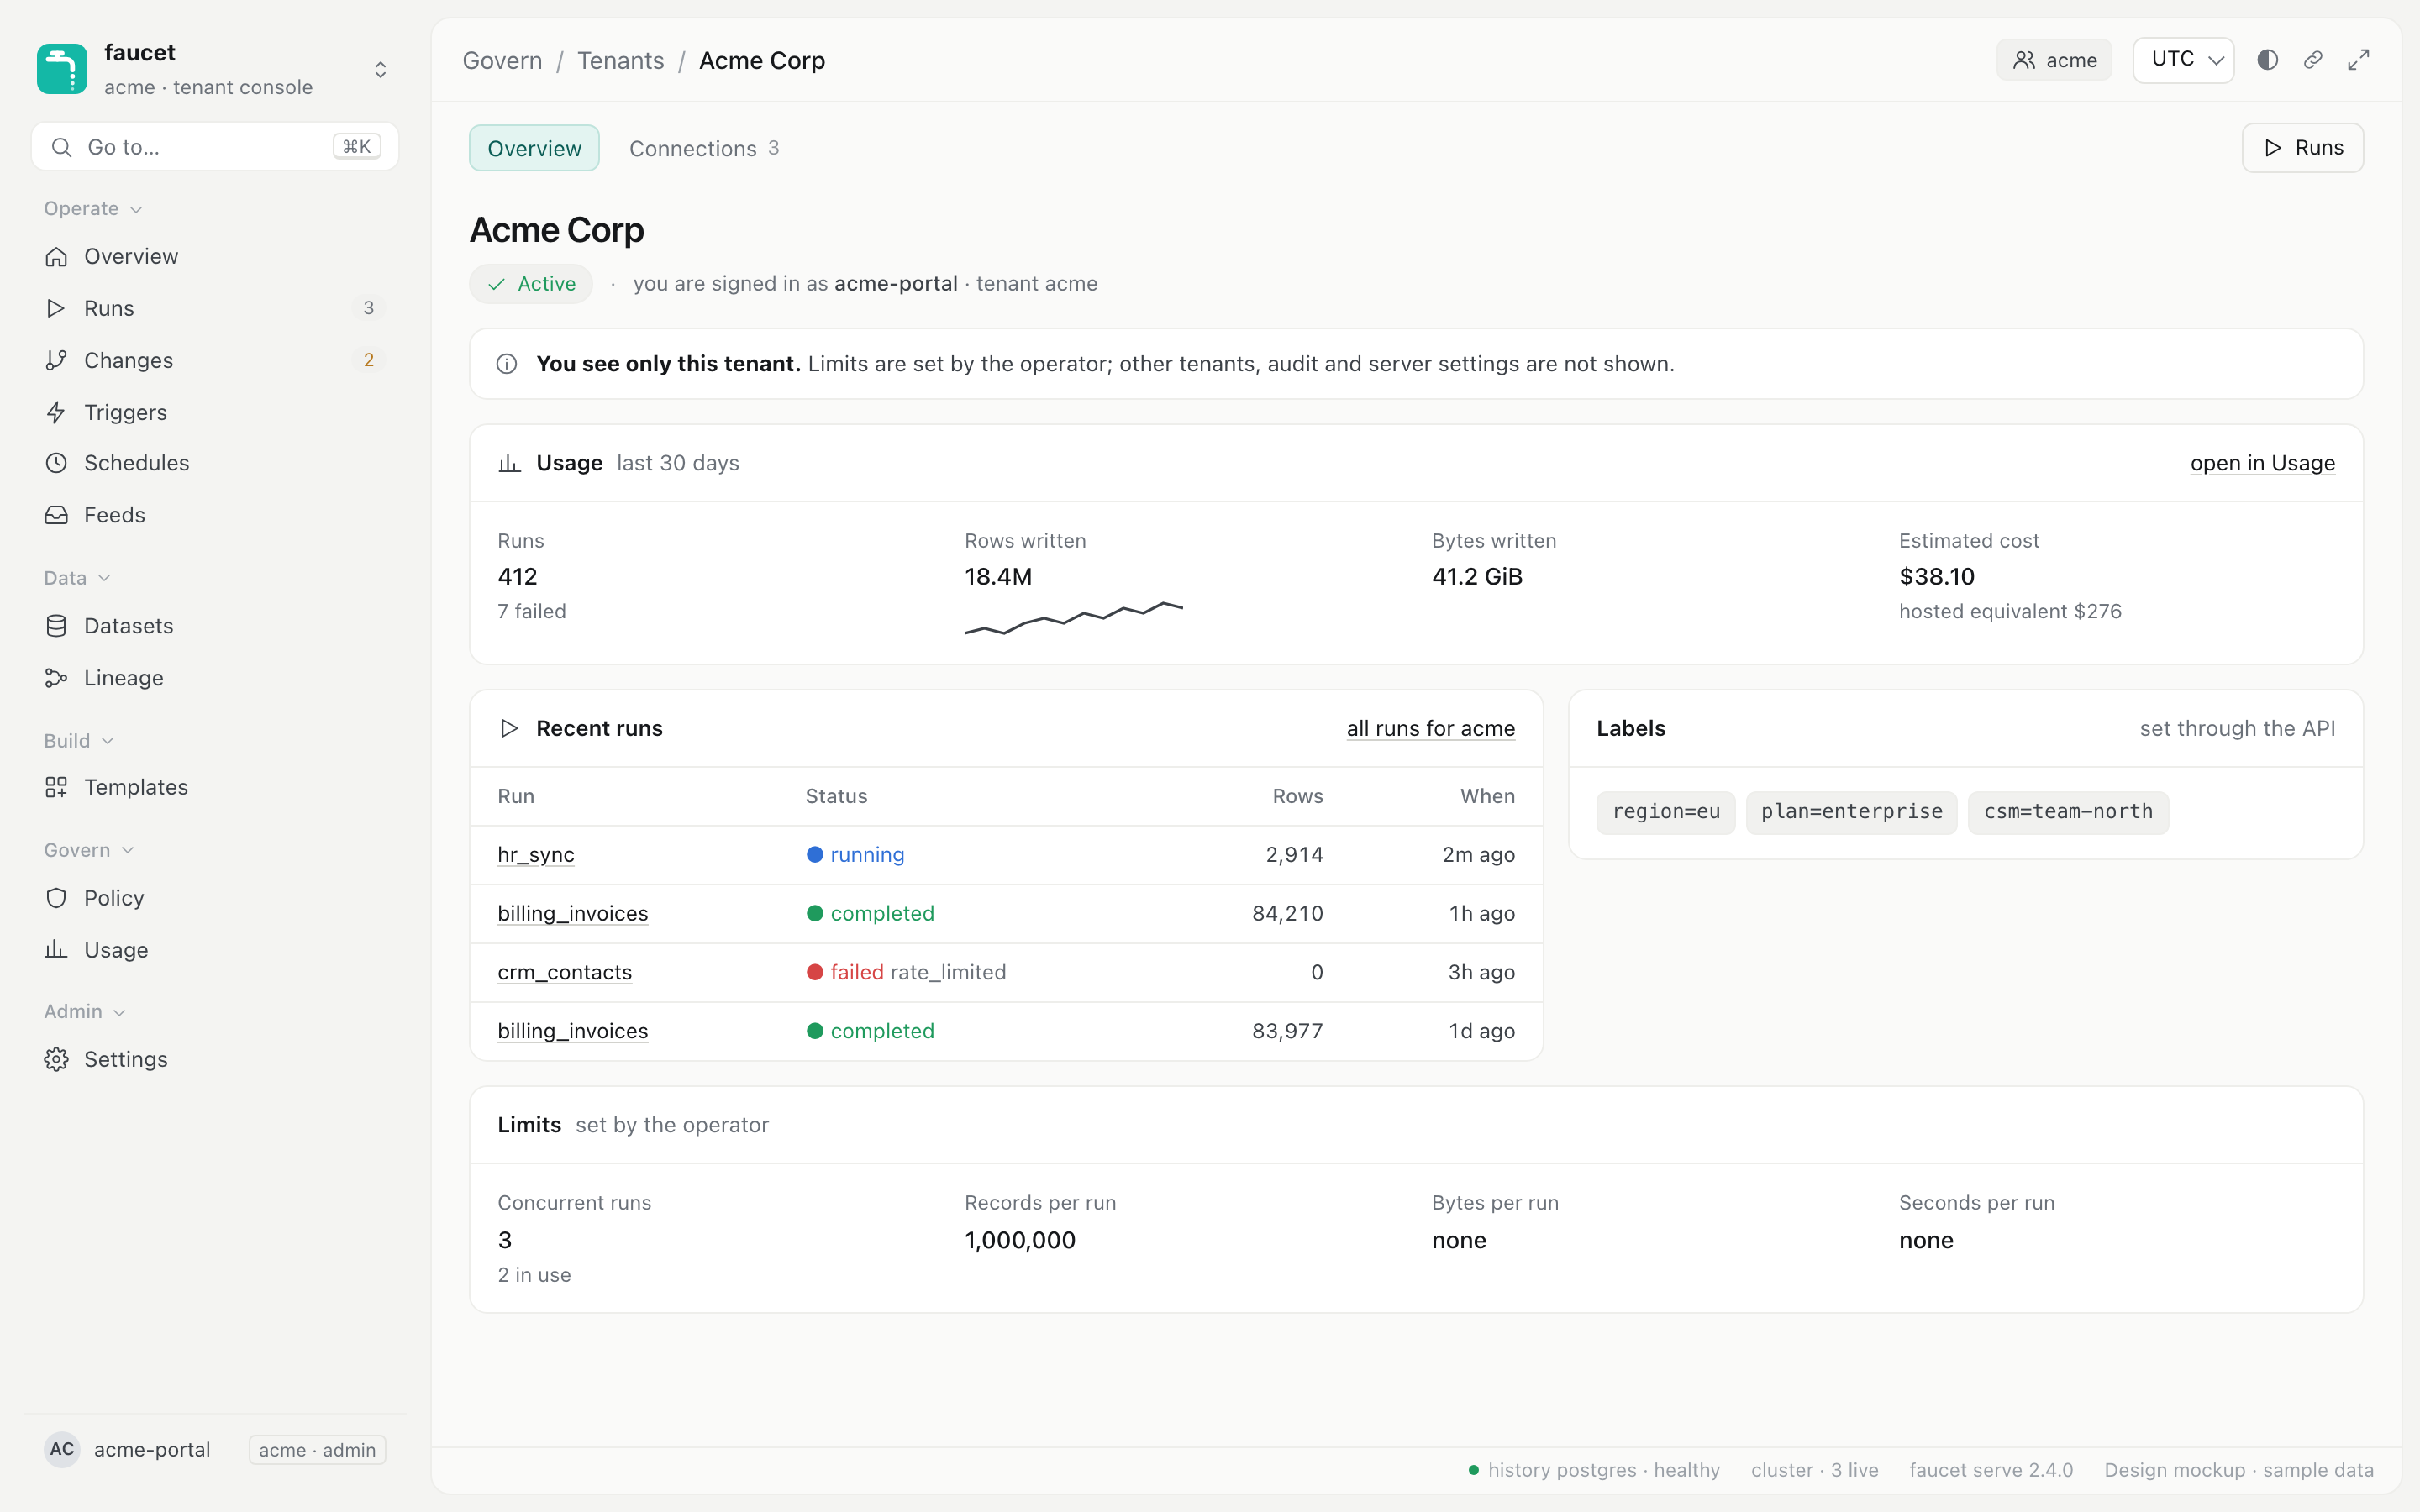 faucet
acme · tenant console
Go to...
⌘K
Operate
Overview
Runs 3
Changes 2
Triggers
Schedules
Feeds
Data
Datasets
Lineage
Build
Templates
Govern
Policy
Usage
Admin
Settings
AC acme-portal acme · admin
Govern / Tenants / Acme Corp
acme UTC
Overview Connections 3
Runs
Acme Corp
Active · you are signed in as acme-portal · tenant acme
You see only this tenant. Limits are set by the operator; other tenants, audit and server settings are not shown.
Usage last 30 days open in Usage
Runs Rows written Bytes written Estimated cost
412 18.4M 41.2 GiB $38.10
7 failed hosted equivalent $276
Recent runs all runs for acme
Run Status Rows When
hr_sync running 2,914 2m ago
billing_invoices completed 84,210 1h ago
crm_contacts failed rate_limited 0 3h ago
billing_invoices completed 83,977 1d ago
Labels set through the API
region=eu plan=enterprise csm=team-north
Limits set by the operator
Concurrent runs Records per run Bytes per run Seconds per run
3 1,000,000 none none
2 in use
history postgres · healthy cluster · 3 live faucet serve 2.4.0 Design mockup · sample data